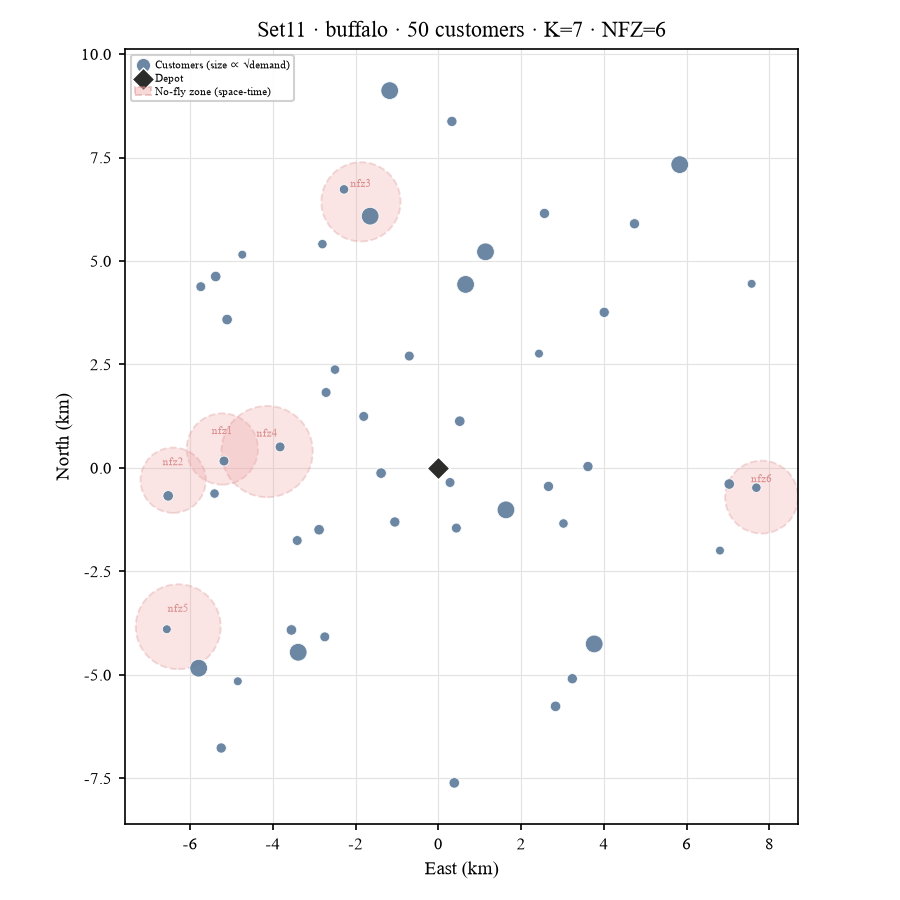 Set11 · buffalo · 50 customers · K=7 · NFZ=6
Customers (size ∝ √demand)
Depot
No-fly zone (space-time)
10.0
7.5
5.0
2.5
0.0
-2.5
-5.0
-7.5
North (km)
nfz3
nfz1
nfz4
nfz2
nfz6
nfz5
-6
-4
-2
0
2
4
6
8
East (km)